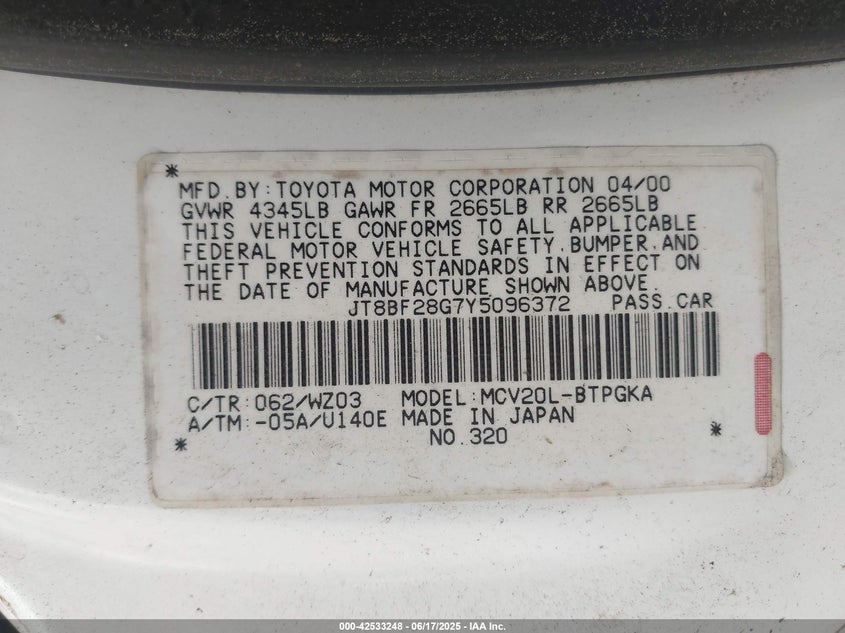 *
MFD.BY:TOYOTA MOTOR CORPORATION 04/00
GVWR 4345LB GAWR FR 2665LB RR 2665LB
THIS VEHICLE CONFORMS TO ALL APPLICABLE
FEDERAL MOTOR VEHICLE SAFETY.BUMPER.AND
THEFT PREVENTION STANDARDS IN EFFECT ON
THE DATE OF MANUFACTURE SHOWN ABOVE.
JT8BF28G7Y5096372 PASS.CAR
C/TR:062/WZ03 MODEL:MCV20L-BTPGKA
A/TM:-05A/U140E MADE IN JAPAN
* NO.320 *
000-42533248 - 06/17/2025 - IAA Inc.